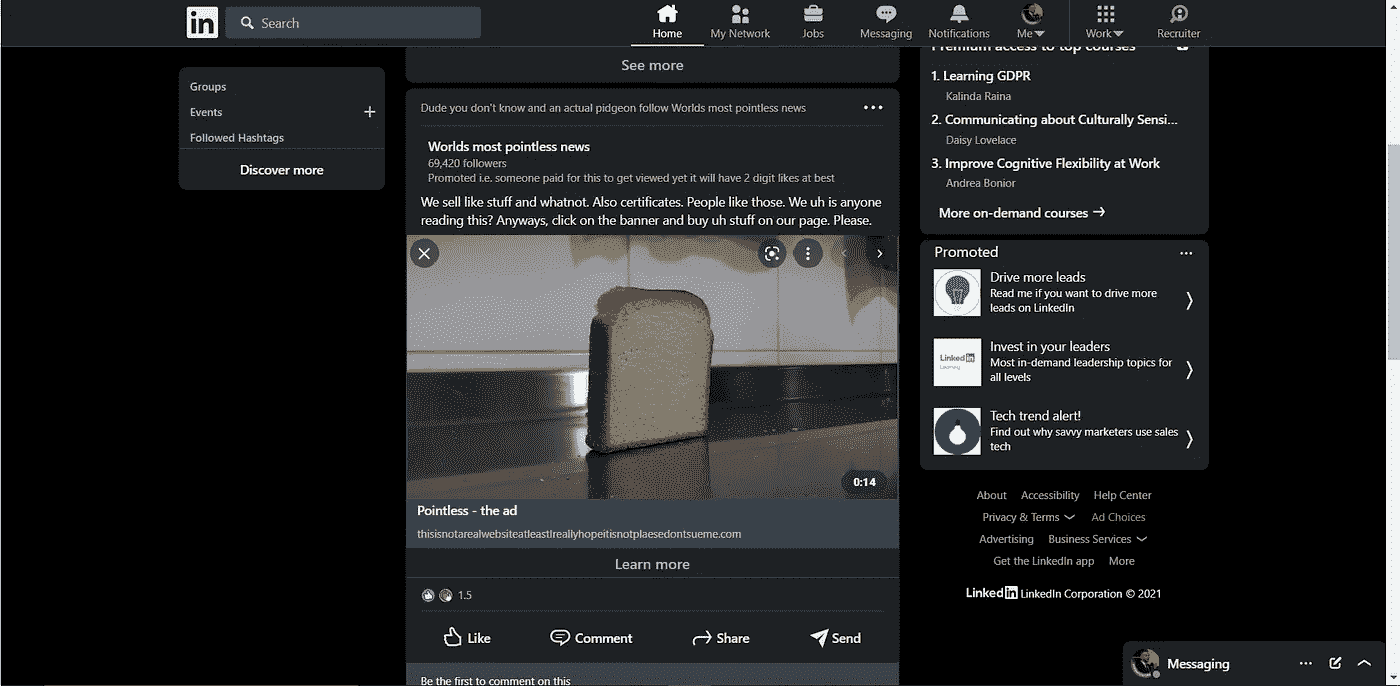 in
Search
Home
My Network
Jobs
Messaging
Notifications
Me
Work
Recruiter
Groups
Events
Followed Hashtags
Discover more
See more
Dude you don't know and an actual pidgeon follow Worlds most pointless news
Worlds most pointless news
69,420 followers
Promoted i.e. someone paid for this to get viewed yet it will have 2 digit likes at best
We sell like stuff and whatnot. Also certificates. People like those. We uh is anyone
reading this? Anyways, click on the banner and buy uh stuff on our page. Please.
0:14
Pointless - the ad
thisisnotarealwebsiteatleastIreallyhopeitisnotplaesedontsueme.com
Learn more
1.5
Like
Comment
Share
Send
Be the first to comment on this
Premium access to top courses
1. Learning GDPR
Kalinda Raina
2. Communicating about Culturally Sensi...
Daisy Lovelace
3. Improve Cognitive Flexibility at Work
Andrea Bonior
More on-demand courses
Promoted
Drive more leads
Read me if you want to drive more
leads on LinkedIn
Linked in
Learning
Invest in your leaders
Most in-demand leadership topics for
all levels
Tech trend alert!
Find out why savvy marketers use sales
tech
About Accessibility Help Center
Privacy & Terms Ad Choices
Advertising Business Services
Get the LinkedIn app More
Linked in LinkedIn Corporation © 2021
Messaging